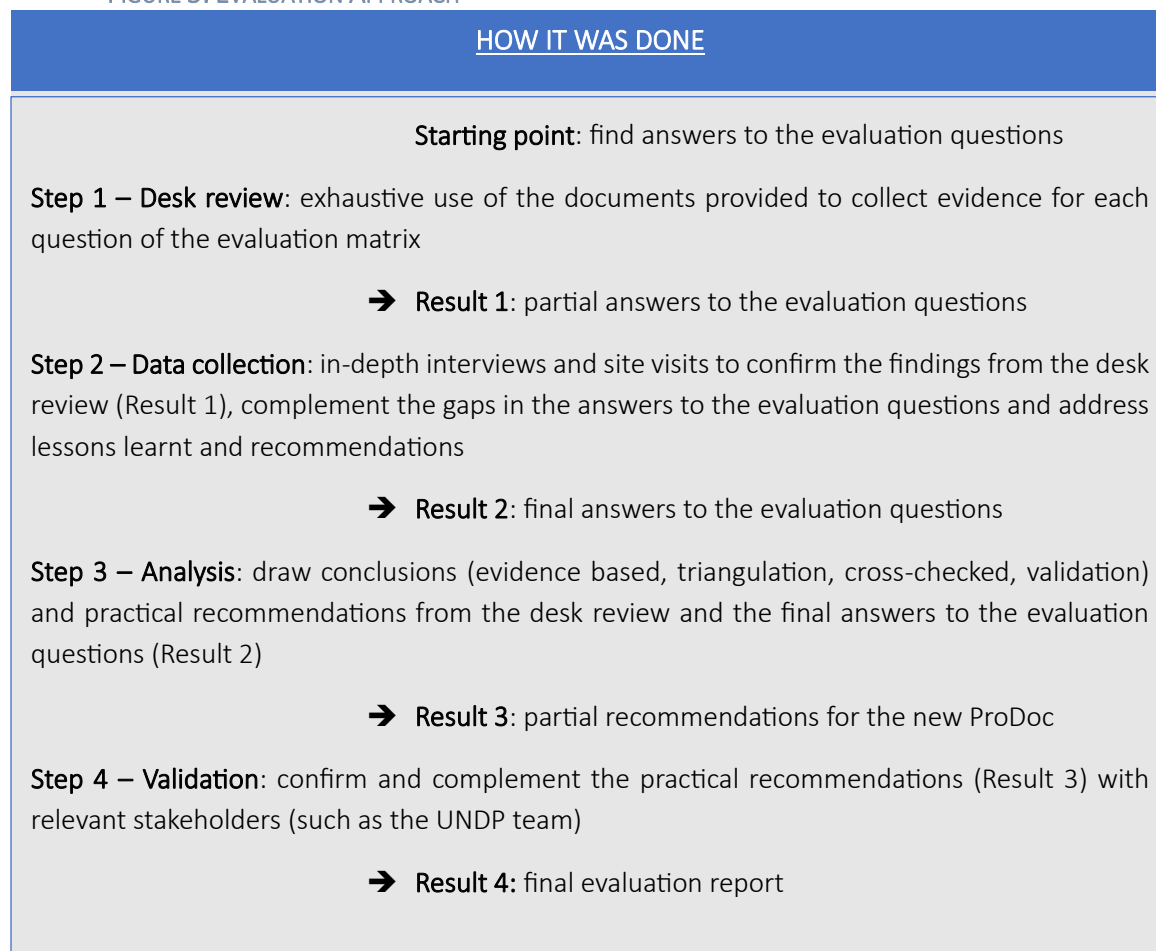 HOW IT WAS DONE
Starting point: find answers to the evaluation questions
Step 1 – Desk review: exhaustive use of the documents provided to collect evidence for each
question of the evaluation matrix
➔ Result 1: partial answers to the evaluation questions
Step 2 – Data collection: in-depth interviews and site visits to confirm the findings from the desk
review (Result 1), complement the gaps in the answers to the evaluation questions and address
lessons learnt and recommendations
➔ Result 2: final answers to the evaluation questions
Step 3 – Analysis: draw conclusions (evidence based, triangulation, cross-checked, validation)
and practical recommendations from the desk review and the final answers to the evaluation
questions (Result 2)
➔ Result 3: partial recommendations for the new ProDoc
Step 4 – Validation: confirm and complement the practical recommendations (Result 3) with
relevant stakeholders (such as the UNDP team)
➔ Result 4: final evaluation report